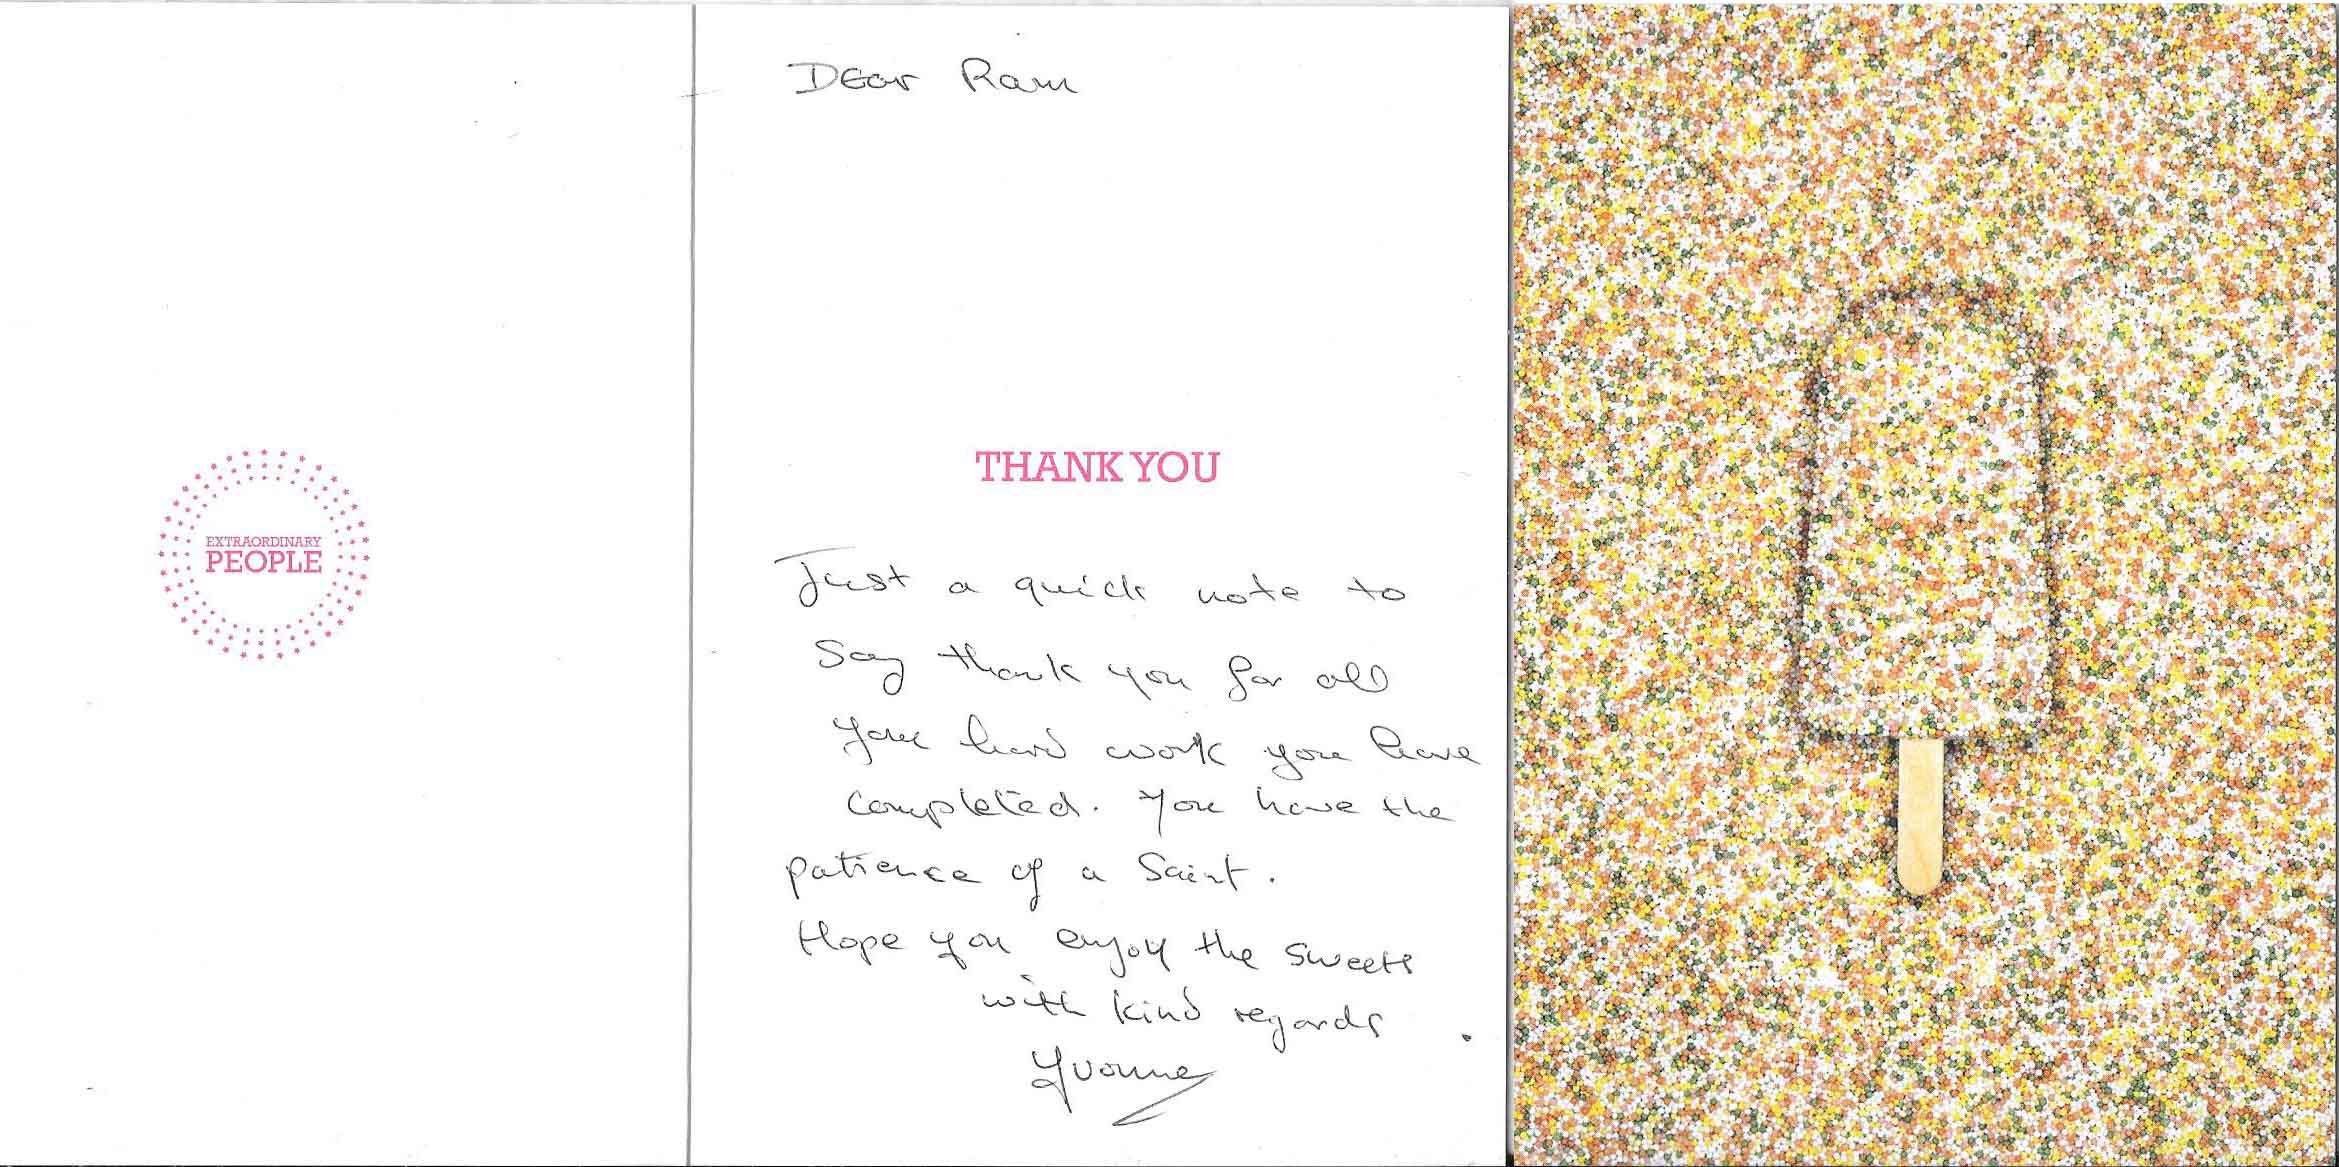 EXTRAORDINARY
PEOPLE
Dear Ram
THANK YOU
Just a quick note to
Say thank you for all
your hard work you have
completed. You have the
patience of a Saint.
Hope you enjoy the sweets
with kind regards
Yvonne